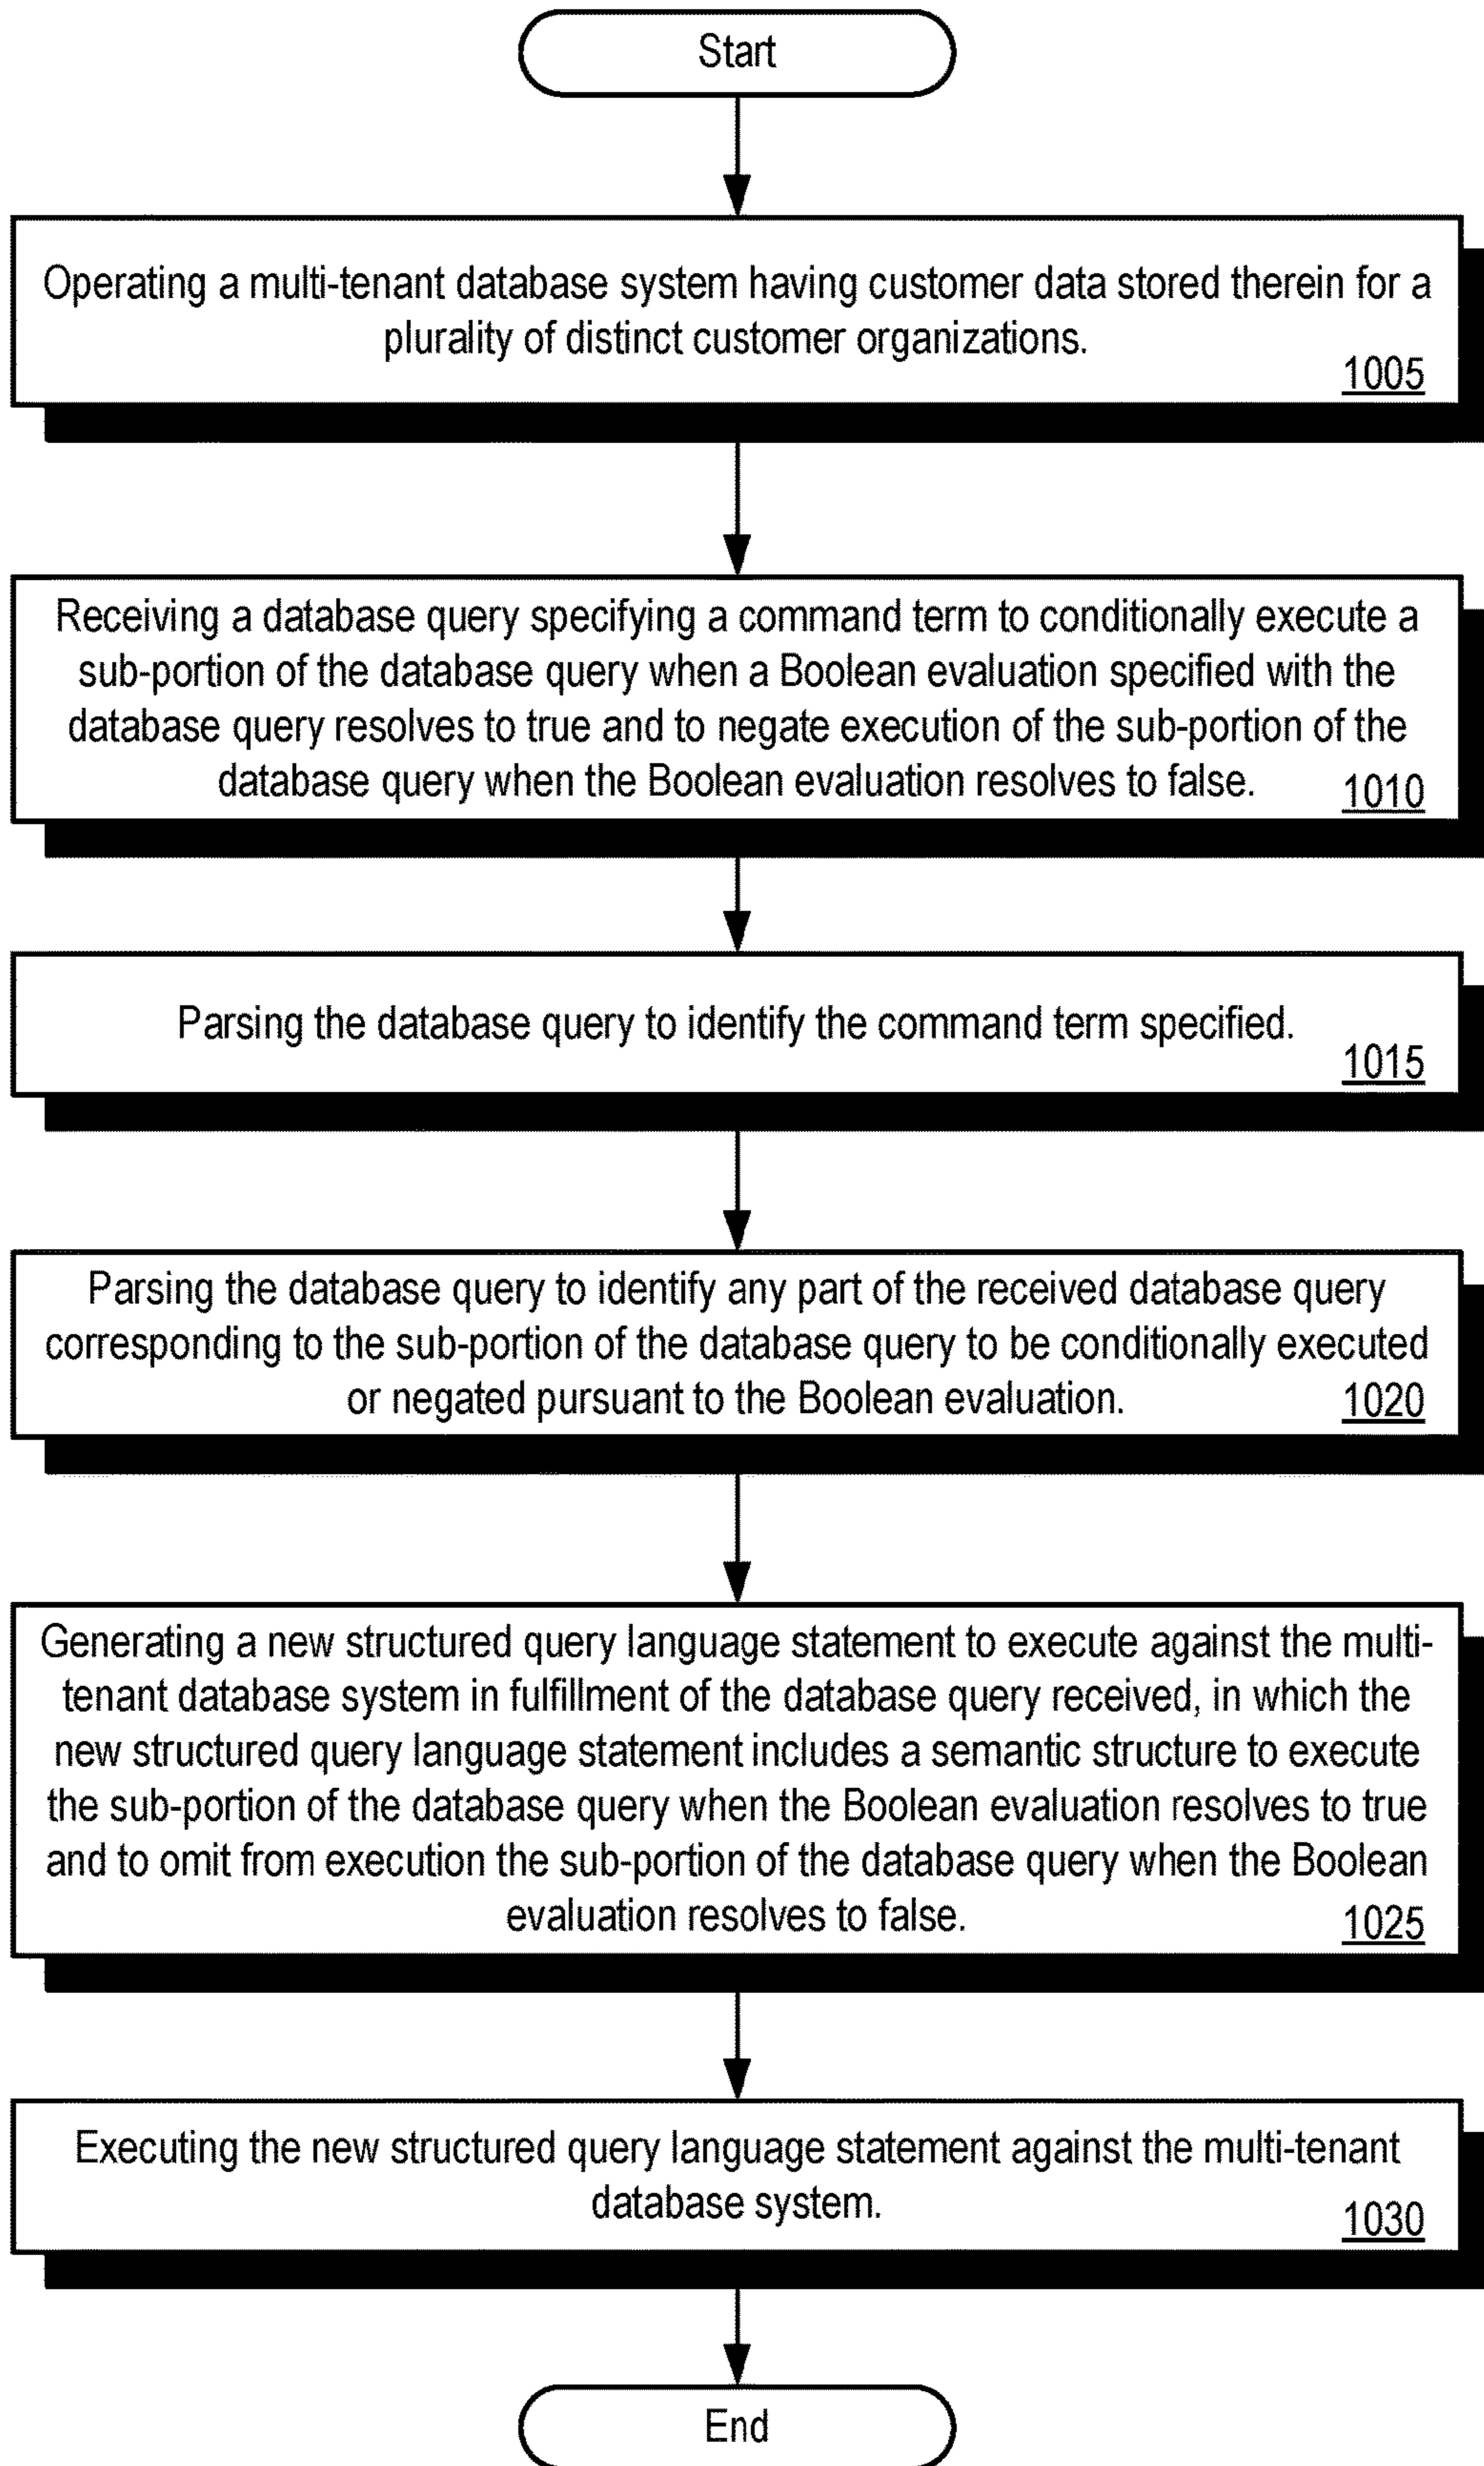 Start
Operating a multi-tenant database system having customer data stored therein for a
plurality of distinct customer organizations.
1005
Receiving a database query specifying a command term to conditionally execute a
sub-portion of the database query when a Boolean evaluation specified with the
database query resolves to true and to negate execution of the sub-portion of the
database query when the Boolean evaluation resolves to false.
1010
Parsing the database query to identify the command term specified.
1015
Parsing the database query to identify any part of the received database query
corresponding to the sub-portion of the database query to be conditionally executed
or negated pursuant to the Boolean evaluation.
1020
Generating a new structured query language statement to execute against the multi-
tenant database system in fulfillment of the database query received, in which the
new structured query language statement includes a semantic structure to execute
the sub-portion of the database query when the Boolean evaluation resolves to true
and to omit from execution the sub-portion of the database query when the Boolean
evaluation resolves to false.
1025
Executing the new structured query language statement against the multi-tenant
database system.
1030
End